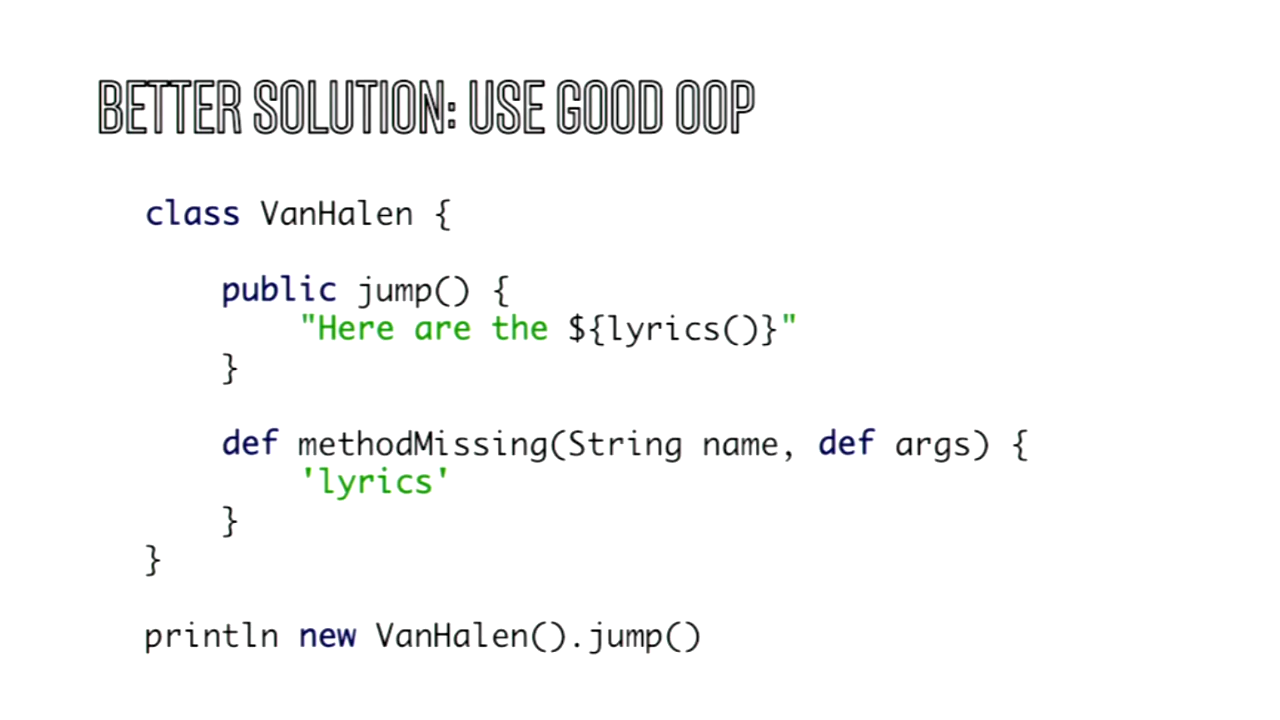 BETTER SOLUTION: USE GOOD OOP
class VanHalen {
    public jump() {
        "Here are the ${lyrics()}"
    }
    def methodMissing(String name, def args) {
        'lyrics'
    }
}
println new VanHalen().jump()